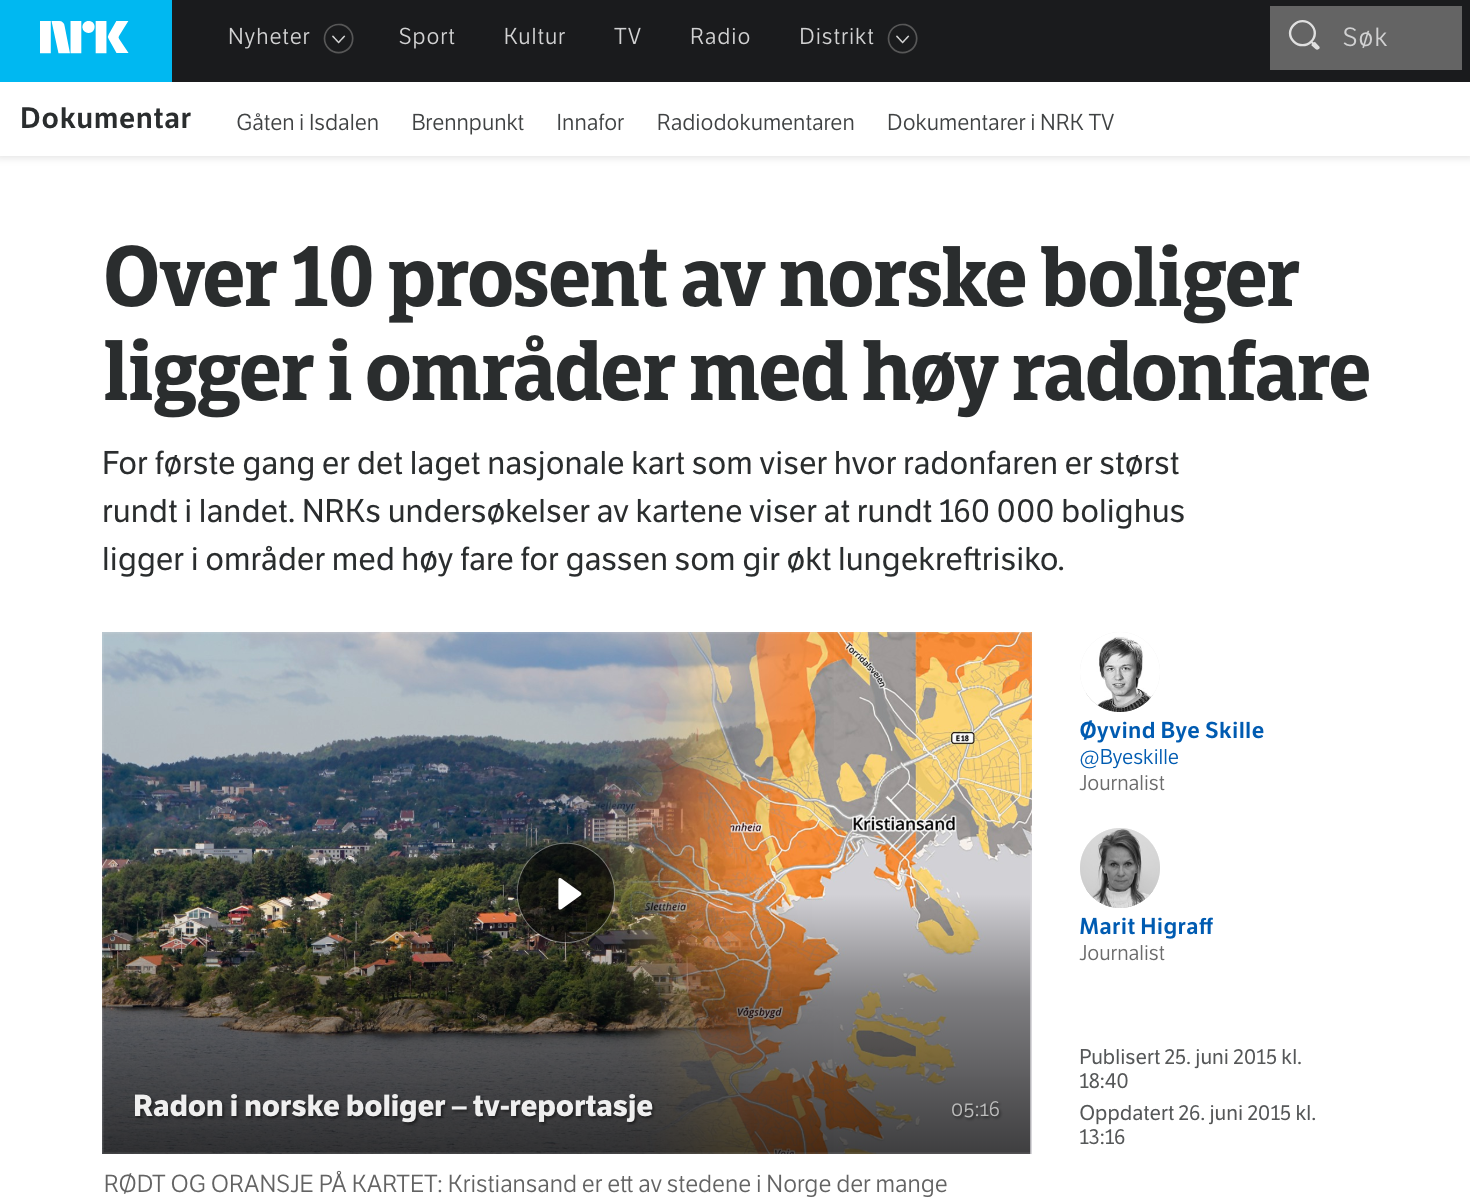 nrk
Nyheter Sport Kultur TV Radio Distrikt Søk
Dokumentar Gåten i Isdalen Brennpunkt Innafor Radiodokumentaren Dokumentarer i NRK TV
Over 10 prosent av norske boliger
ligger i områder med høy radonfare
For første gang er det laget nasjonale kart som viser hvor radonfaren er størst
rundt i landet. NRKs undersøkelser av kartene viser at rundt 160 000 bolighus
ligger i områder med høy fare for gassen som gir økt lungekreftrisiko.
Torridalsveien
E18
Kristiansand
Slettheia
Vågsbygd
Radon i norske boliger – tv-reportasje
05:16
Øyvind Bye Skille
@Byeskille
Journalist
Marit Higraff
Journalist
Publisert 25. juni 2015 kl.
18:40
Oppdatert 26. juni 2015 kl.
13:16
RØDT OG ORANSJE PÅ KARTET: Kristiansand er ett av stedene i Norge der mange